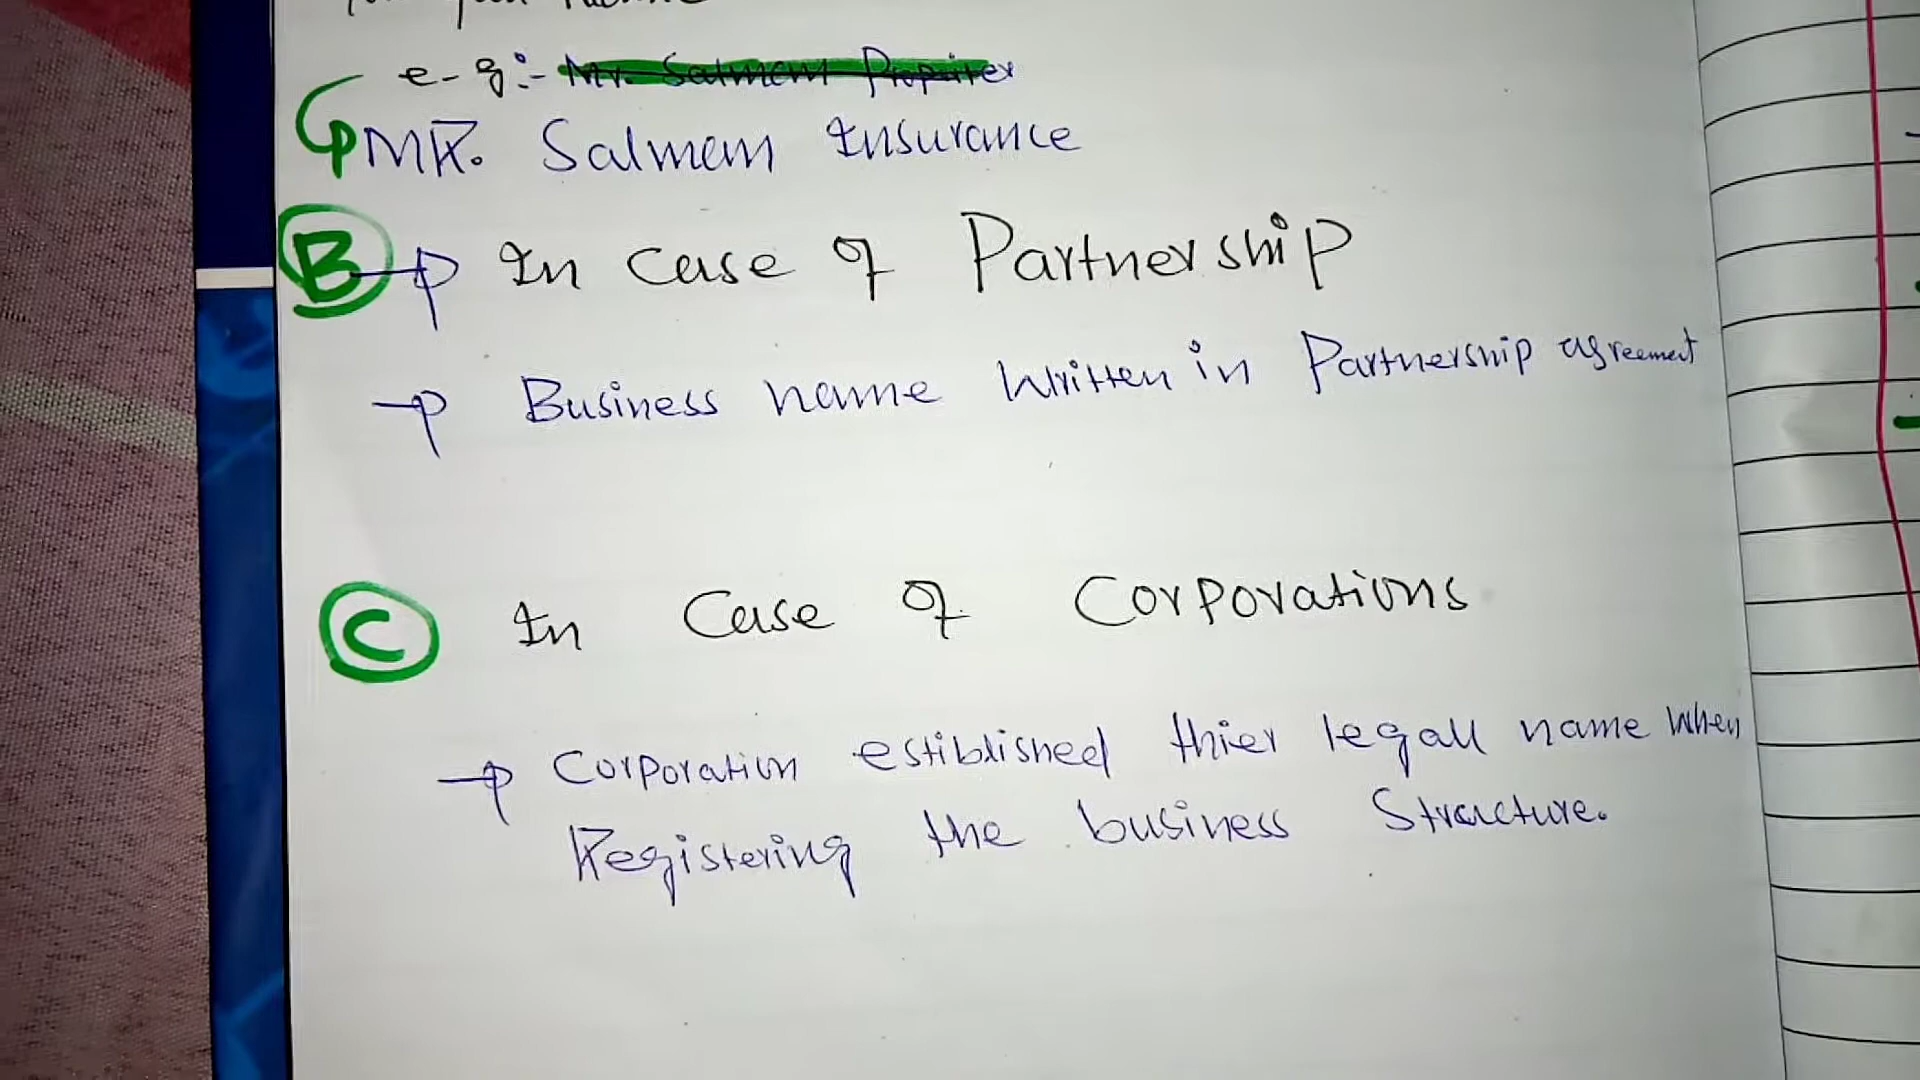 e-g:- Mr. Salmem Propiter
MR. Salmem Insurance
B → In case of Partnership
→ Business name Written in Partnership agreement
C In Case of Corporations
→ Corporation estiblished thier legall name When
Registering the business Structure.